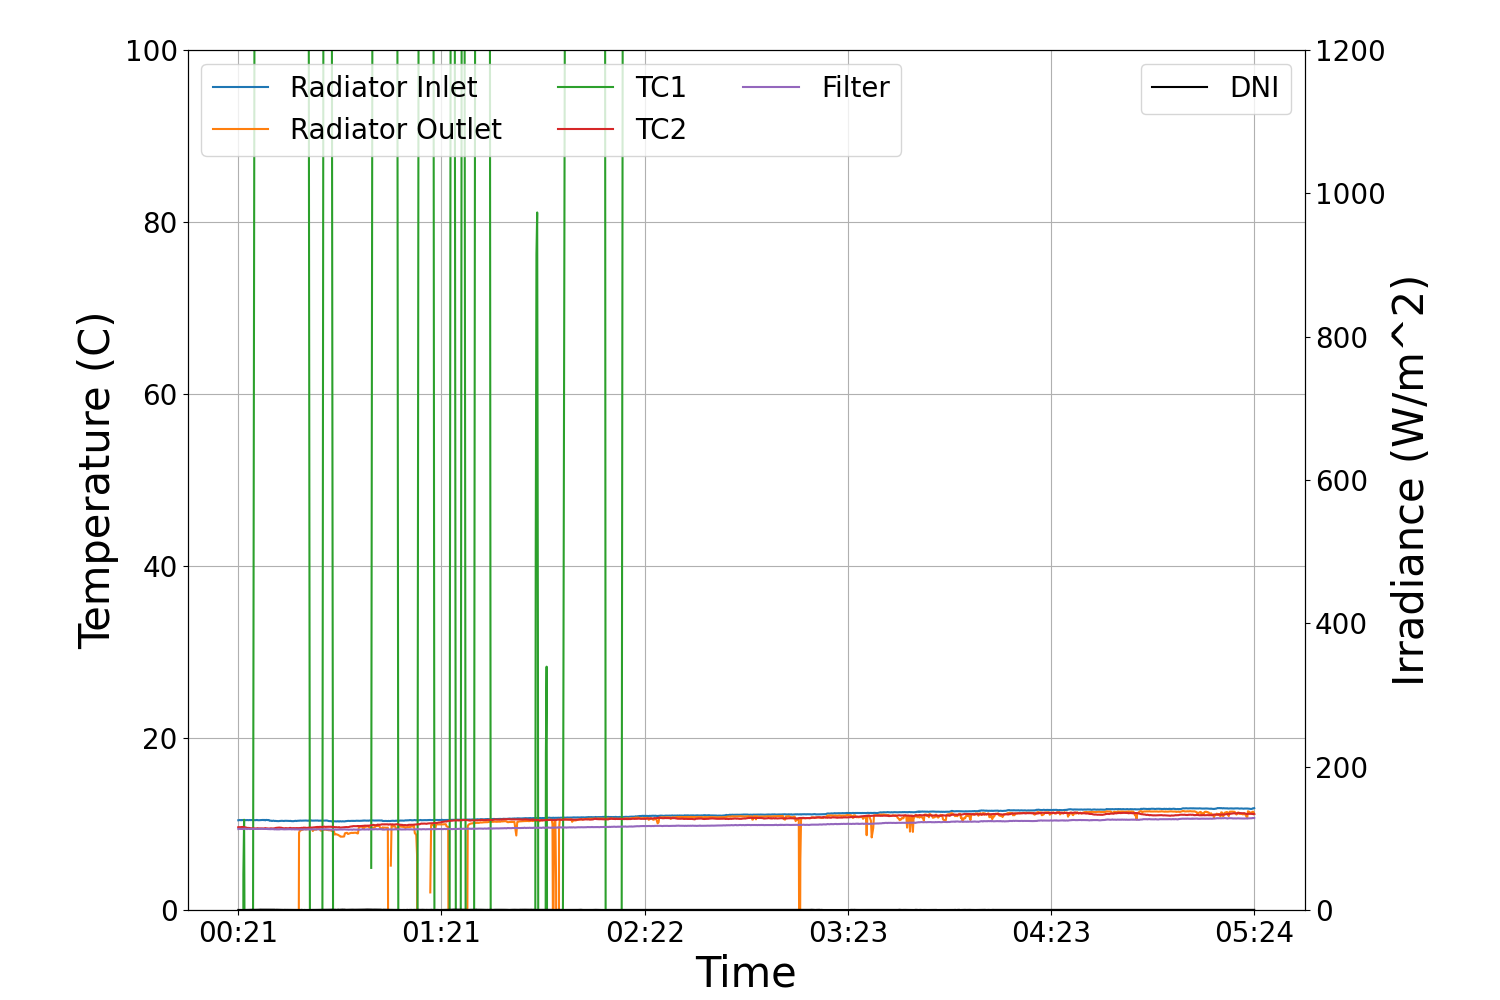 100
80
60
40
20
0
Temperature (C)
Radiator Inlet
Radiator Outlet
TC1
TC2
Filter
DNI
1200
1000
800
600
400
200
0
Irradiance (W/m^2)
00:21
01:21
02:22
03:23
04:23
05:24
Time